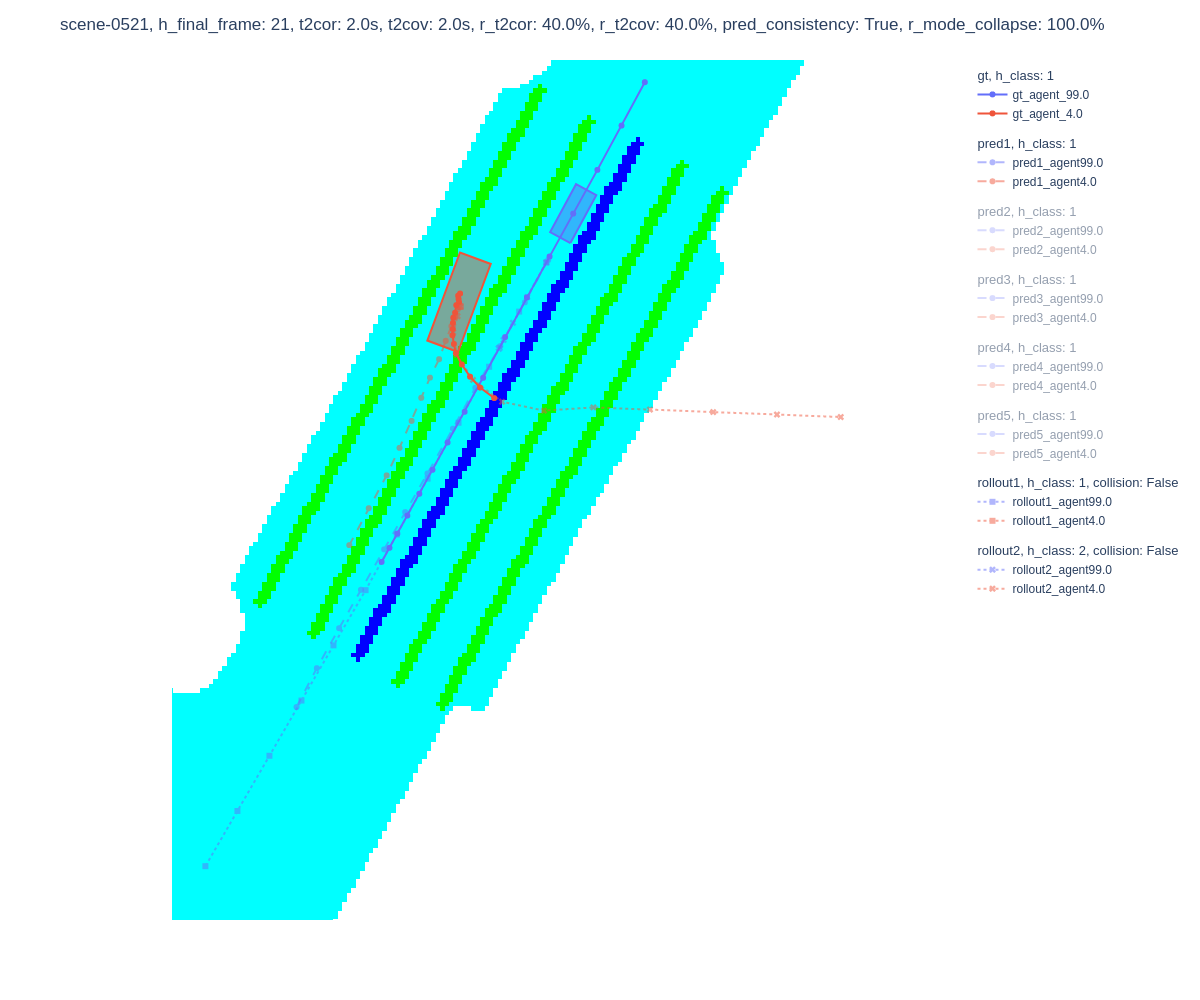 scene-0521, h_final_frame: 21, t2cor: 2.0s, t2cov: 2.0s, r_t2cor: 40.0%, r_t2cov: 40.0%, pred_consistency: True, r_mode_collapse: 100.0%
gt, h_class: 1
gt_agent_99.0
gt_agent_4.0
pred1, h_class: 1
pred1_agent99.0
pred1_agent4.0
pred2, h_class: 1
pred2_agent99.0
pred2_agent4.0
pred3, h_class: 1
pred3_agent99.0
pred3_agent4.0
pred4, h_class: 1
pred4_agent99.0
pred4_agent4.0
pred5, h_class: 1
pred5_agent99.0
pred5_agent4.0
rollout1, h_class: 1, collision: False
rollout1_agent99.0
rollout1_agent4.0
rollout2, h_class: 2, collision: False
rollout2_agent99.0
rollout2_agent4.0